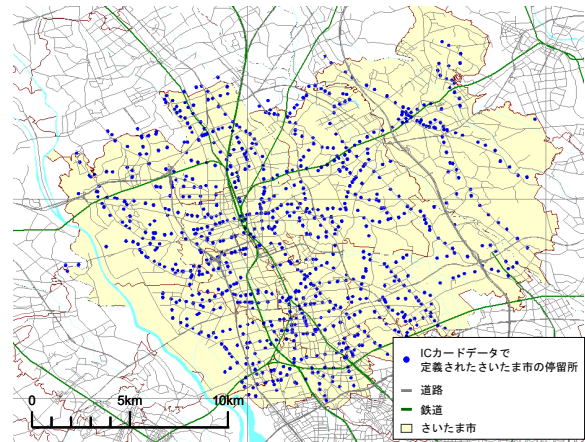 ICカードデータで
定義されたさいたま市の停留所
道路
鉄道
さいたま市
0 5km 10km